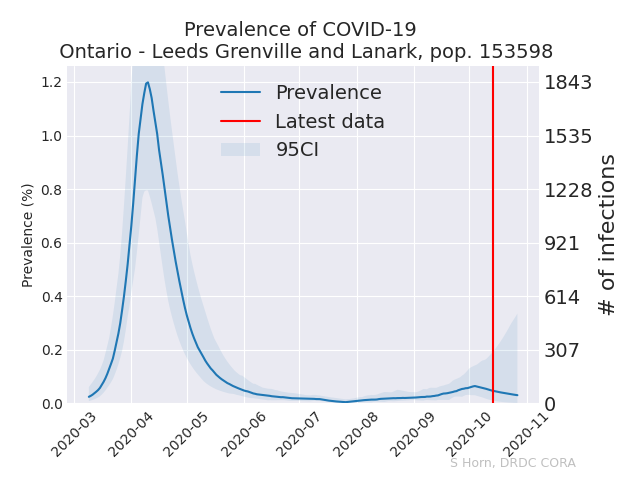 Prevalence of COVID-19
Ontario - Leeds Grenville and Lanark, pop. 153598
Prevalence
Latest data
95CI
Prevalence (%)
1.2
1.0
0.8
0.6
0.4
0.2
0.0
1843
1535
1228
921
614
307
0
# of infections
2020-03
2020-04
2020-05
2020-06
2020-07
2020-08
2020-09
2020-10
2020-11
S Horn, DRDC CORA